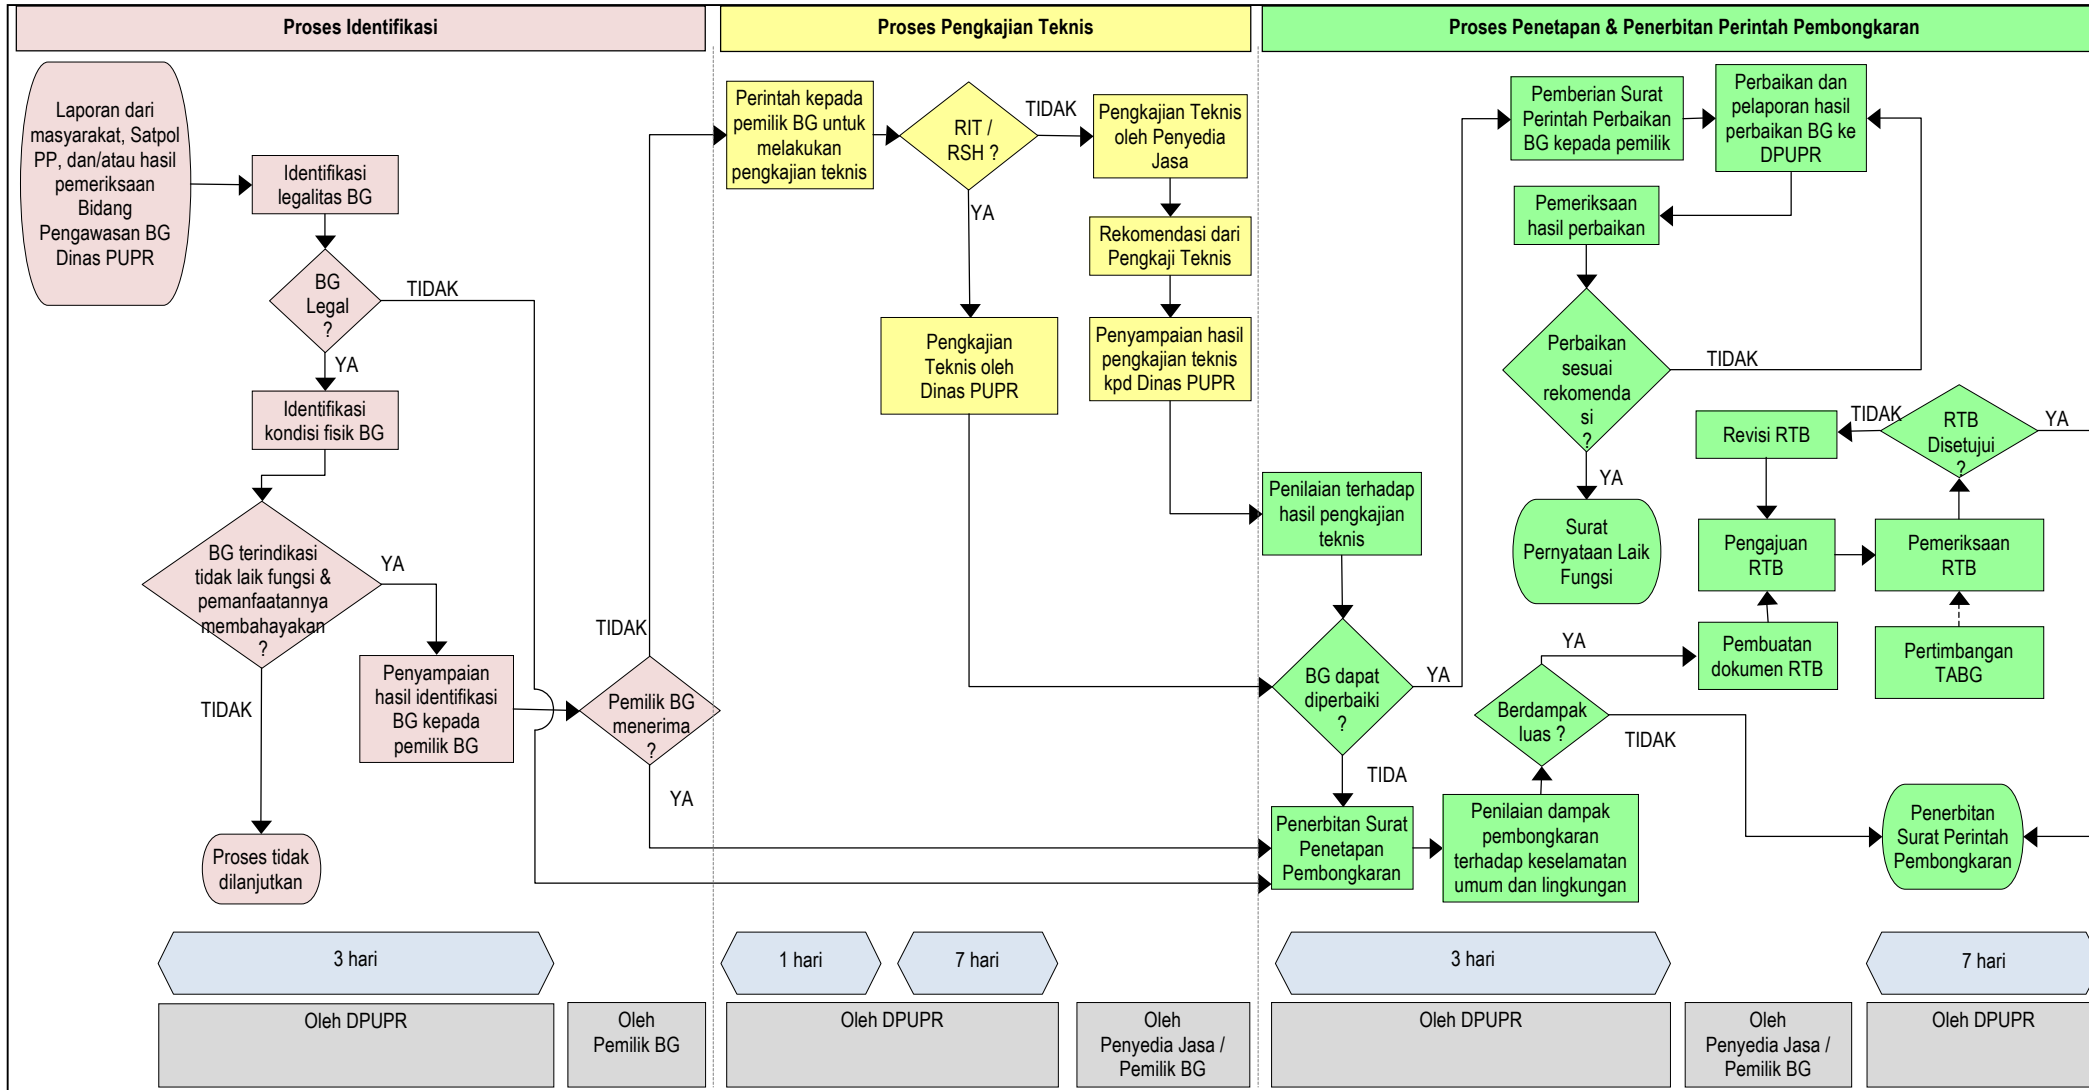 Proses Identifikasi
Proses Pengkajian Teknis
Proses Penetapan & Penerbitan Perintah Pembongkaran
Laporan dari
masyarakat, Satpol
PP, dan/atau hasil
pemeriksaan
Bidang
Pengawasan BG
Dinas PUPR
Identifikasi
legalitas BG
BG
Legal
?
TIDAK
YA
Identifikasi
kondisi fisik BG
BG terindikasi
tidak laik fungsi &
pemanfaatannya
membahayakan
?
YA
TIDAK
Penyampaian
hasil identifikasi
BG kepada
pemilik BG
Proses tidak
dilanjutkan
TIDAK
Pemilik BG
menerima
?
YA
Perintah kepada
pemilik BG untuk
melakukan
pengkajian teknis
RIT /
RSH ?
TIDAK
YA
Pengkajian Teknis
oleh Penyedia
Jasa
Rekomendasi dari
Pengkaji Teknis
Pengkajian
Teknis oleh
Dinas PUPR
Penyampaian hasil
pengkajian teknis
kpd Dinas PUPR
Penilaian terhadap
hasil pengkajian
teknis
BG dapat
diperbaiki
?
YA
TIDA
Penerbitan Surat
Penetapan
Pembongkaran
Pemberian Surat
Perintah Perbaikan
BG kepada pemilik
Perbaikan dan
pelaporan hasil
perbaikan BG ke
DPUPR
Pemeriksaan
hasil perbaikan
Perbaikan
sesuai
rekomenda
si
?
TIDAK
YA
Surat
Pernyataan Laik
Fungsi
Penilaian dampak
pembongkaran
terhadap keselamatan
umum dan lingkungan
Berdampak
luas ?
YA
TIDAK
Pembuatan
dokumen RTB
Pengajuan
RTB
Revisi RTB
TIDAK
RTB
Disetujui
?
YA
Pemeriksaan
RTB
Pertimbangan
TABG
Penerbitan
Surat Perintah
Pembongkaran
3 hari
1 hari
7 hari
3 hari
7 hari
Oleh DPUPR
Oleh
Pemilik BG
Oleh DPUPR
Oleh
Penyedia Jasa /
Pemilik BG
Oleh DPUPR
Oleh
Penyedia Jasa /
Pemilik BG
Oleh DPUPR